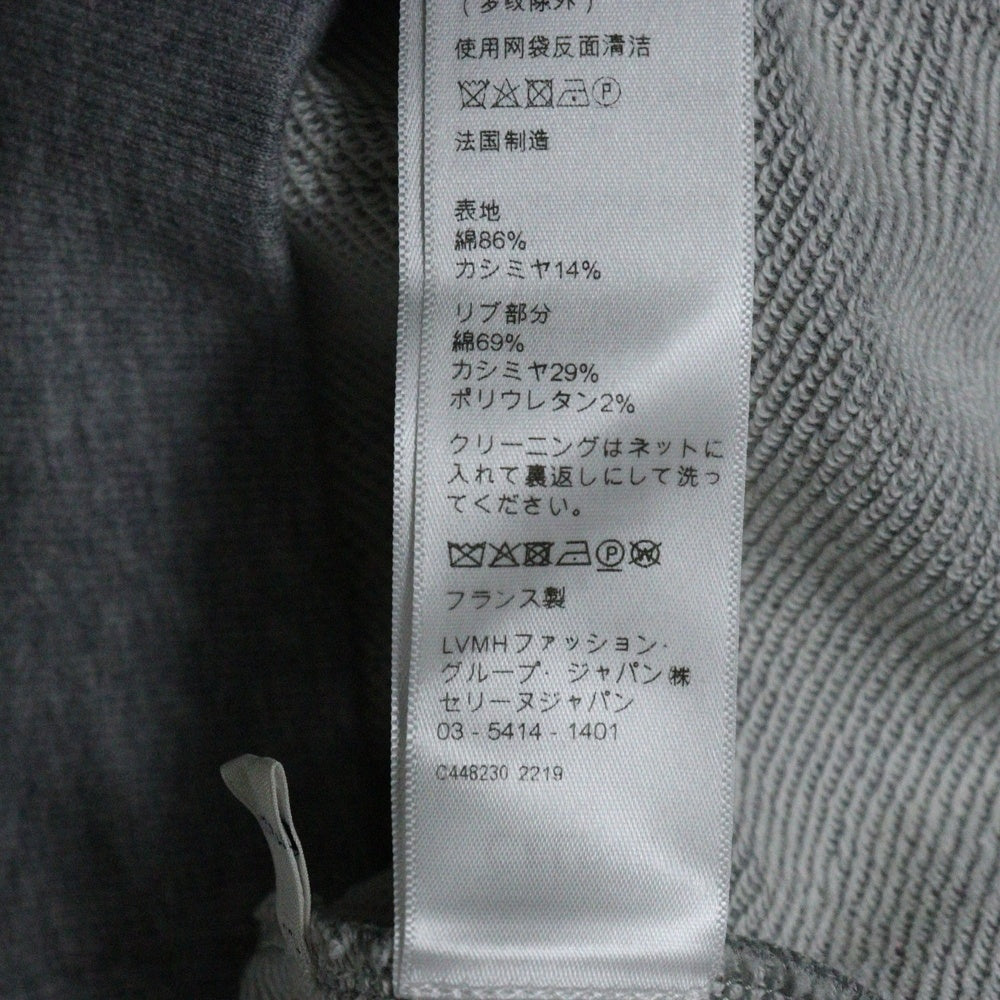 (罗纹除外)
使用网袋反面清洁
法国制造
表地
綿86%
カシミヤ14%
リブ部分
綿69%
カシミヤ29%
ポリウレタン2%
クリーニングはネットに
入れて裏返しにして洗っ
てください。
フランス製
LVMHファッション·
グループ· ジャパン㈱
セリーヌジャパン
03 - 5414 - 1401
C448230 2219